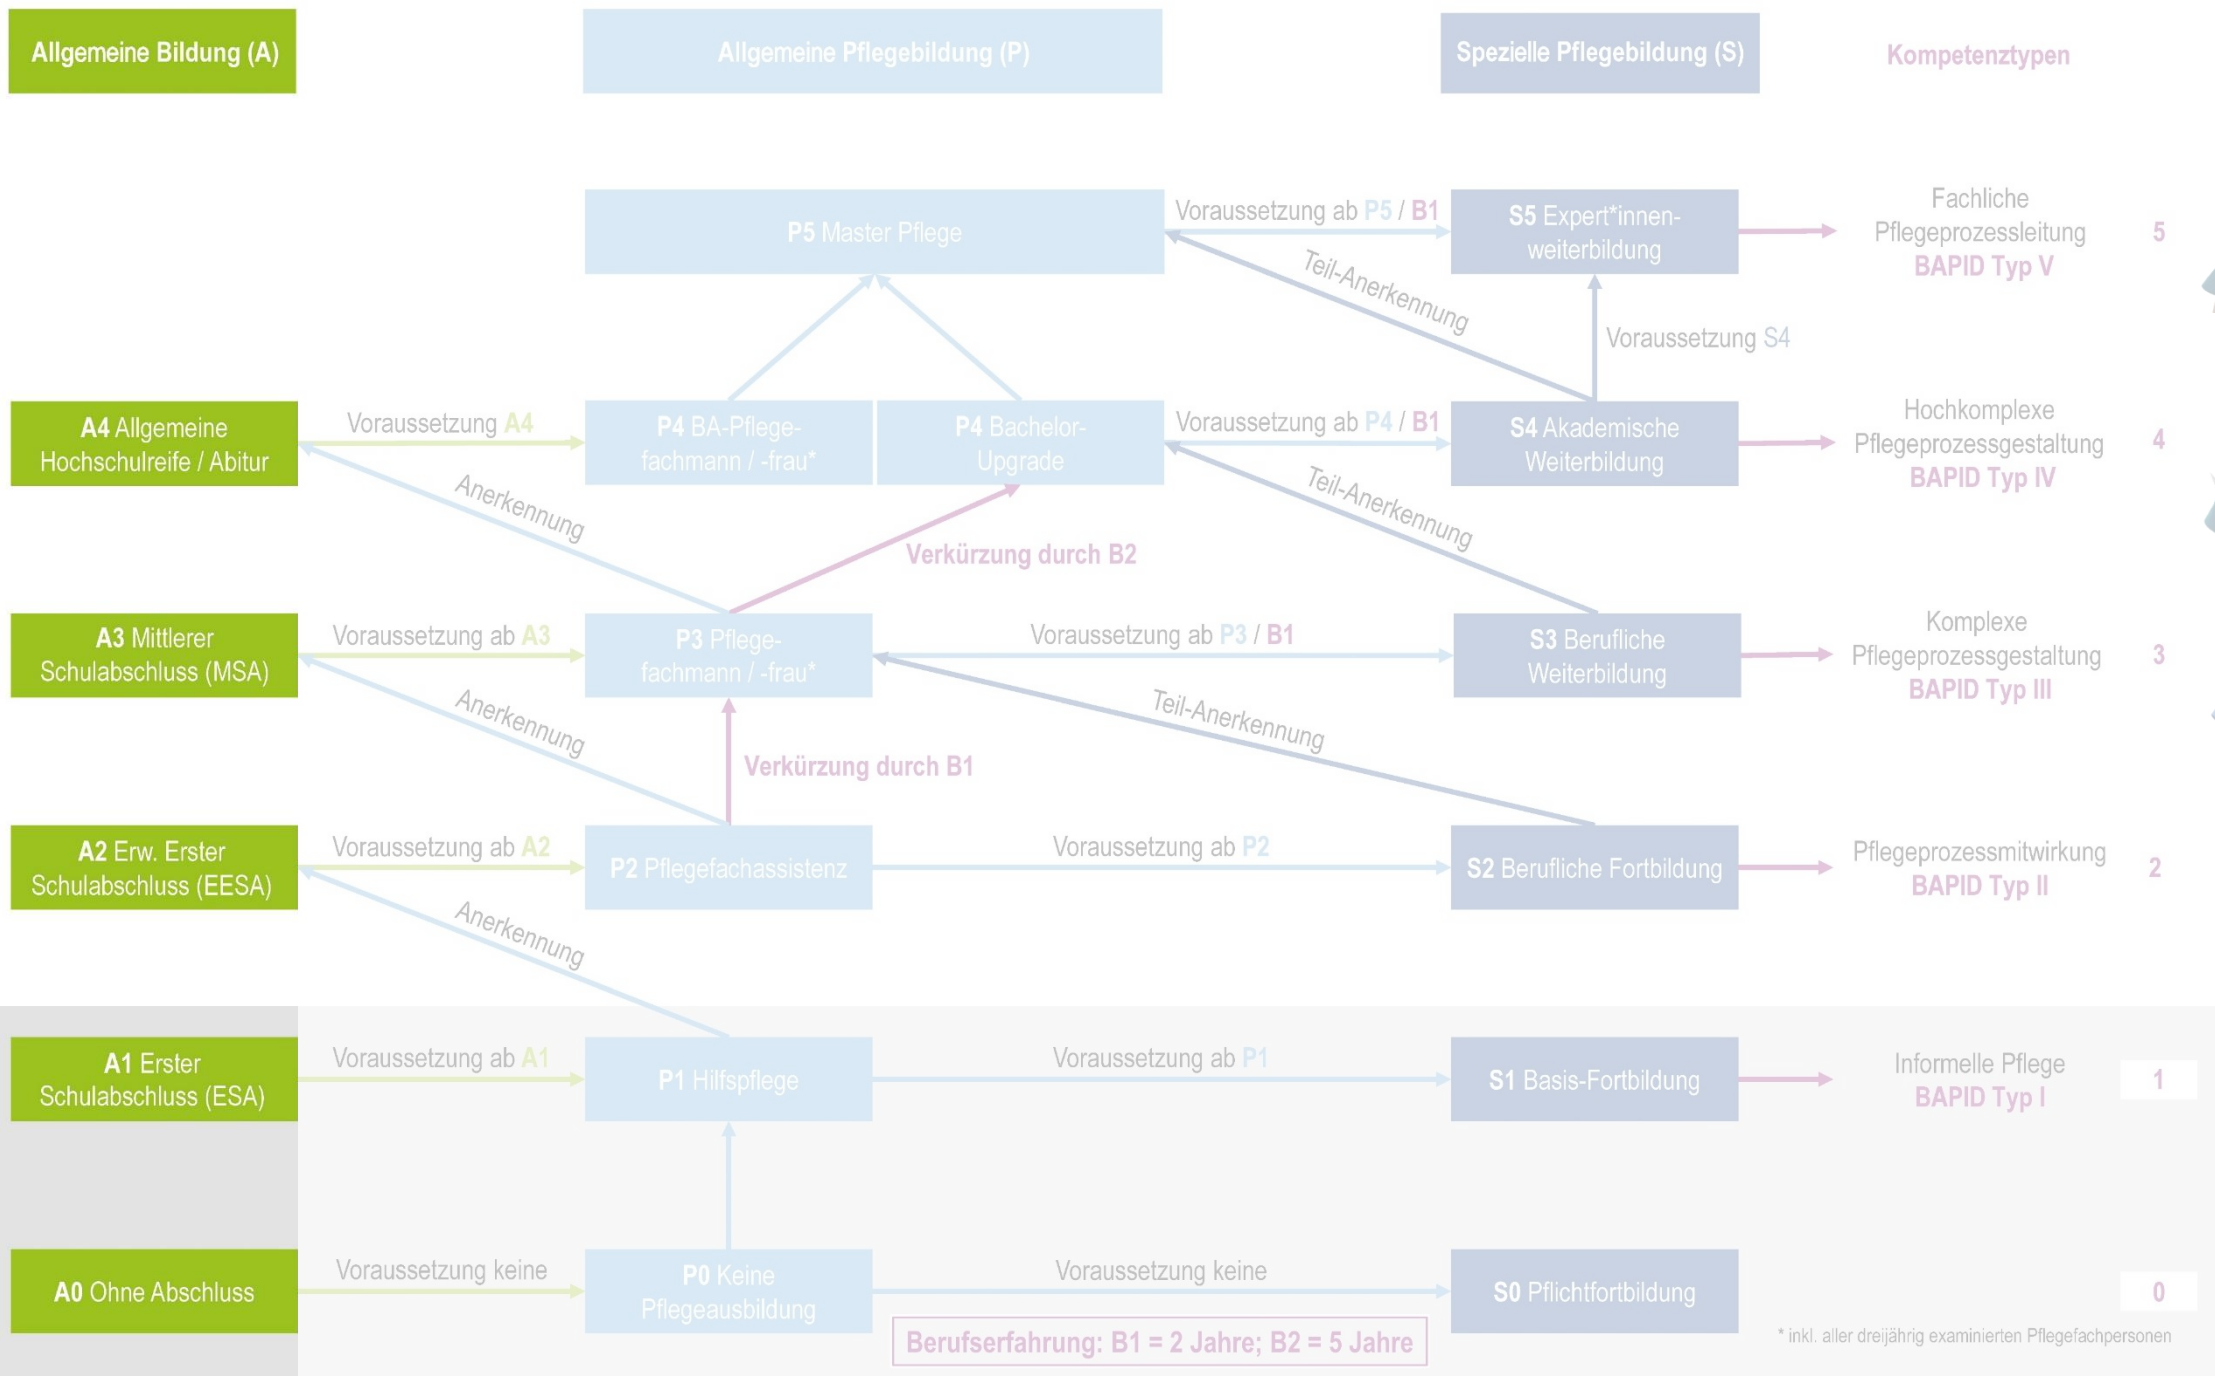 Allgemeine Bildung (A)
Allgemeine Pflegebildung (P)
Spezielle Pflegebildung (S)
Kompetenztypen
P5 Master Pflege
Voraussetzung ab P5 / B1
Teil-Anerkennung
S5 Expert*innen-
weiterbildung
Fachliche
Pflegeprozessleitung
BAPID Typ V
5
Voraussetzung S4
A4 Allgemeine
Hochschulreife / Abitur
Voraussetzung A4
Anerkennung
P4 BA-Pflege-
fachmann / -frau*
P4 Bachelor-
Upgrade
Voraussetzung ab P4 / B1
Teil-Anerkennung
S4 Akademische
Weiterbildung
Hochkomplexe
Pflegeprozessgestaltung
BAPID Typ IV
4
Verkürzung durch B2
A3 Mittlerer
Schulabschluss (MSA)
Voraussetzung ab A3
Anerkennung
P3 Pflege-
fachmann / -frau*
Voraussetzung ab P3 / B1
Teil-Anerkennung
S3 Berufliche
Weiterbildung
Komplexe
Pflegeprozessgestaltung
BAPID Typ III
3
Verkürzung durch B1
A2 Erw. Erster
Schulabschluss (EESA)
Voraussetzung ab A2
Anerkennung
P2 Pflegefachassistenz
Voraussetzung ab P2
S2 Berufliche Fortbildung
Pflegeprozessmitwirkung
BAPID Typ II
2
A1 Erster
Schulabschluss (ESA)
Voraussetzung ab A1
P1 Hilfspflege
Voraussetzung ab P1
S1 Basis-Fortbildung
Informelle Pflege
BAPID Typ I
1
A0 Ohne Abschluss
Voraussetzung keine
P0 Keine
Pflegeausbildung
Voraussetzung keine
S0 Pflichtfortbildung
0
Berufserfahrung: B1 = 2 Jahre; B2 = 5 Jahre
* inkl. aller dreijährig examinierten Pflegefachpersonen